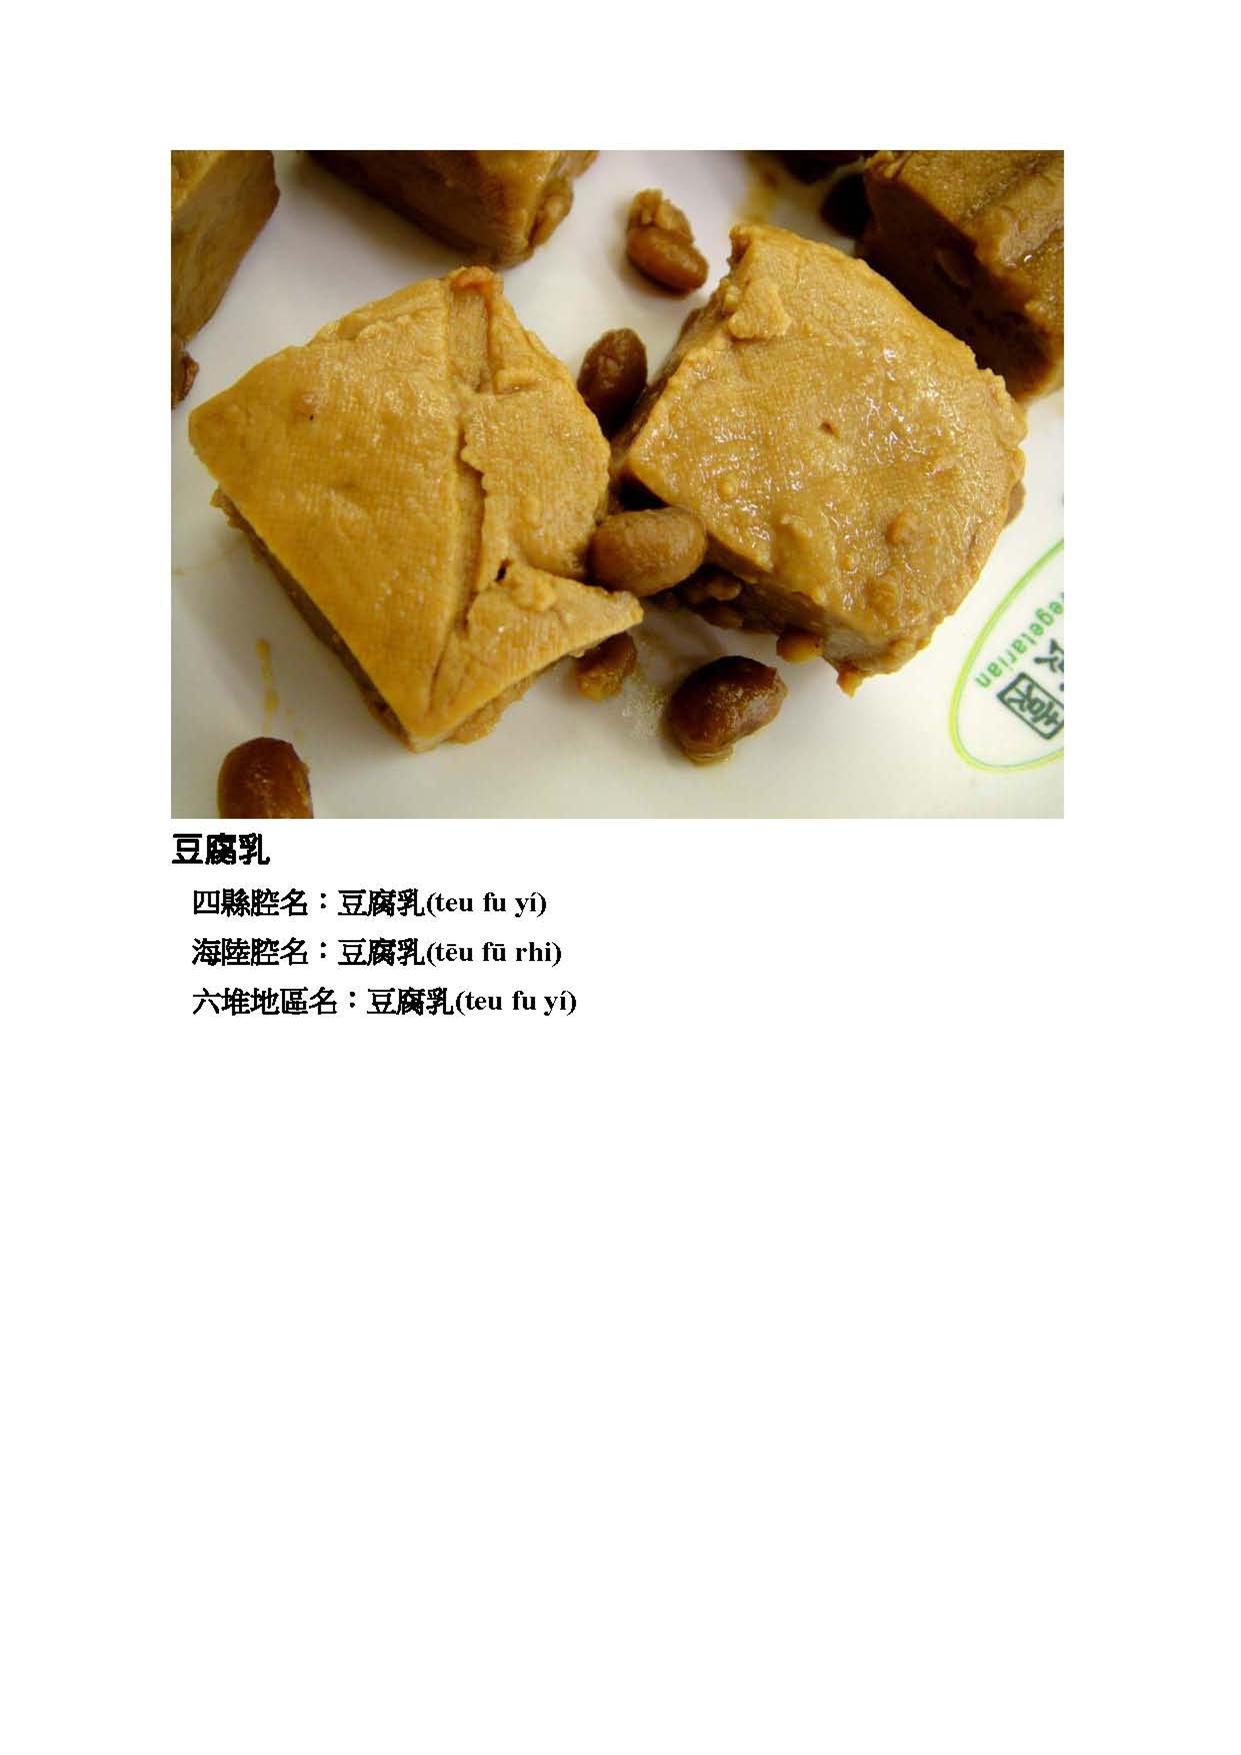 vegetarian
豆腐乳
四縣腔名：豆腐乳(teu fu yí)
海陸腔名：豆腐乳(tēu fū rhi)
六堆地區名：豆腐乳(teu fu yí)